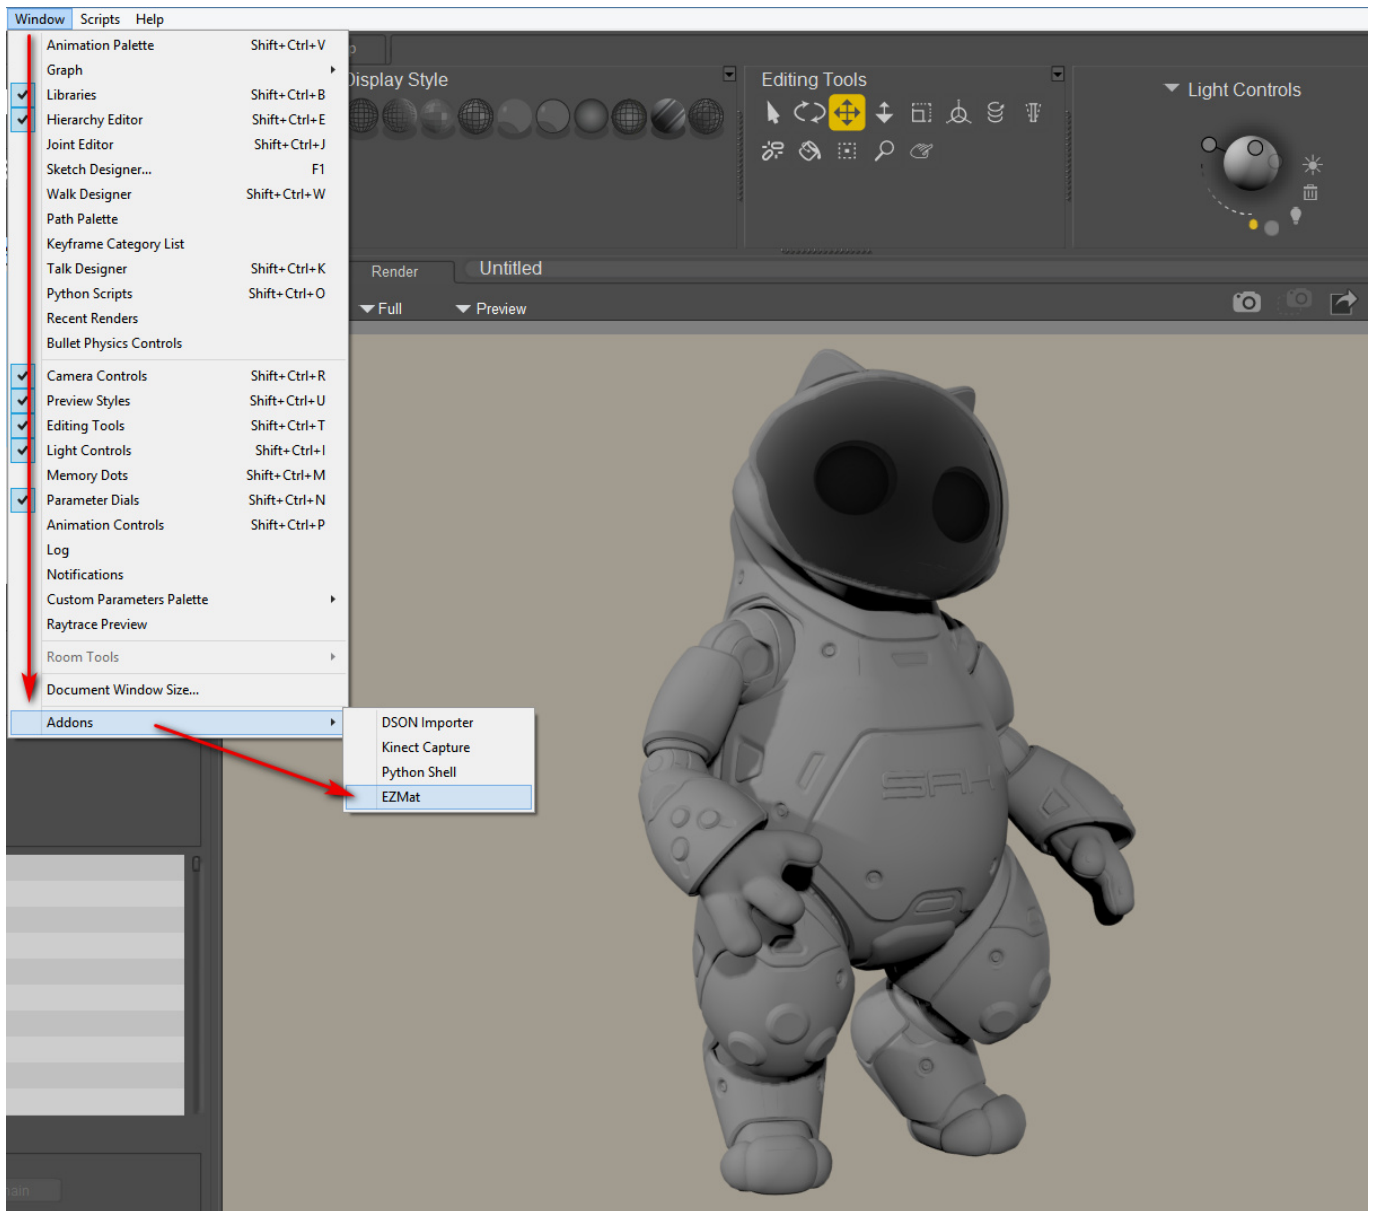 Window Scripts Help
Animation Palette Shift+Ctrl+V
Graph
Libraries Shift+Ctrl+B
Hierarchy Editor Shift+Ctrl+E
Joint Editor Shift+Ctrl+J
Sketch Designer... F1
Walk Designer Shift+Ctrl+W
Path Palette
Keyframe Category List
Talk Designer Shift+Ctrl+K
Python Scripts Shift+Ctrl+O
Recent Renders
Bullet Physics Controls
Camera Controls Shift+Ctrl+R
Preview Styles Shift+Ctrl+U
Editing Tools Shift+Ctrl+T
Light Controls Shift+Ctrl+I
Memory Dots Shift+Ctrl+M
Parameter Dials Shift+Ctrl+N
Animation Controls Shift+Ctrl+P
Log
Notifications
Custom Parameters Palette
Raytrace Preview
Room Tools
Document Window Size...
Addons
DSON Importer
Kinect Capture
Python Shell
EZMat
Display Style
Editing Tools
Light Controls
Render Untitled
Full Preview